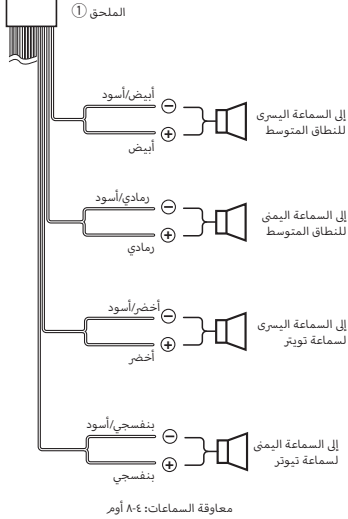 الملحق ①
أبيض/أسود
⊖
إلى السماعة اليسرى
للنطاق المتوسط
⊕
أبيض
رمادي/أسود
⊖
إلى السماعة اليمنى
للنطاق المتوسط
⊕
رمادي
أخضر/أسود
⊖
إلى السماعة اليسرى
لسماعة تويتر
⊕
أخضر
بنفسجي/أسود
⊖
إلى السماعة اليمنى
لسماعة تيوتر
⊕
بنفسجي
معاوقة السماعات: ٤-٨ أوم